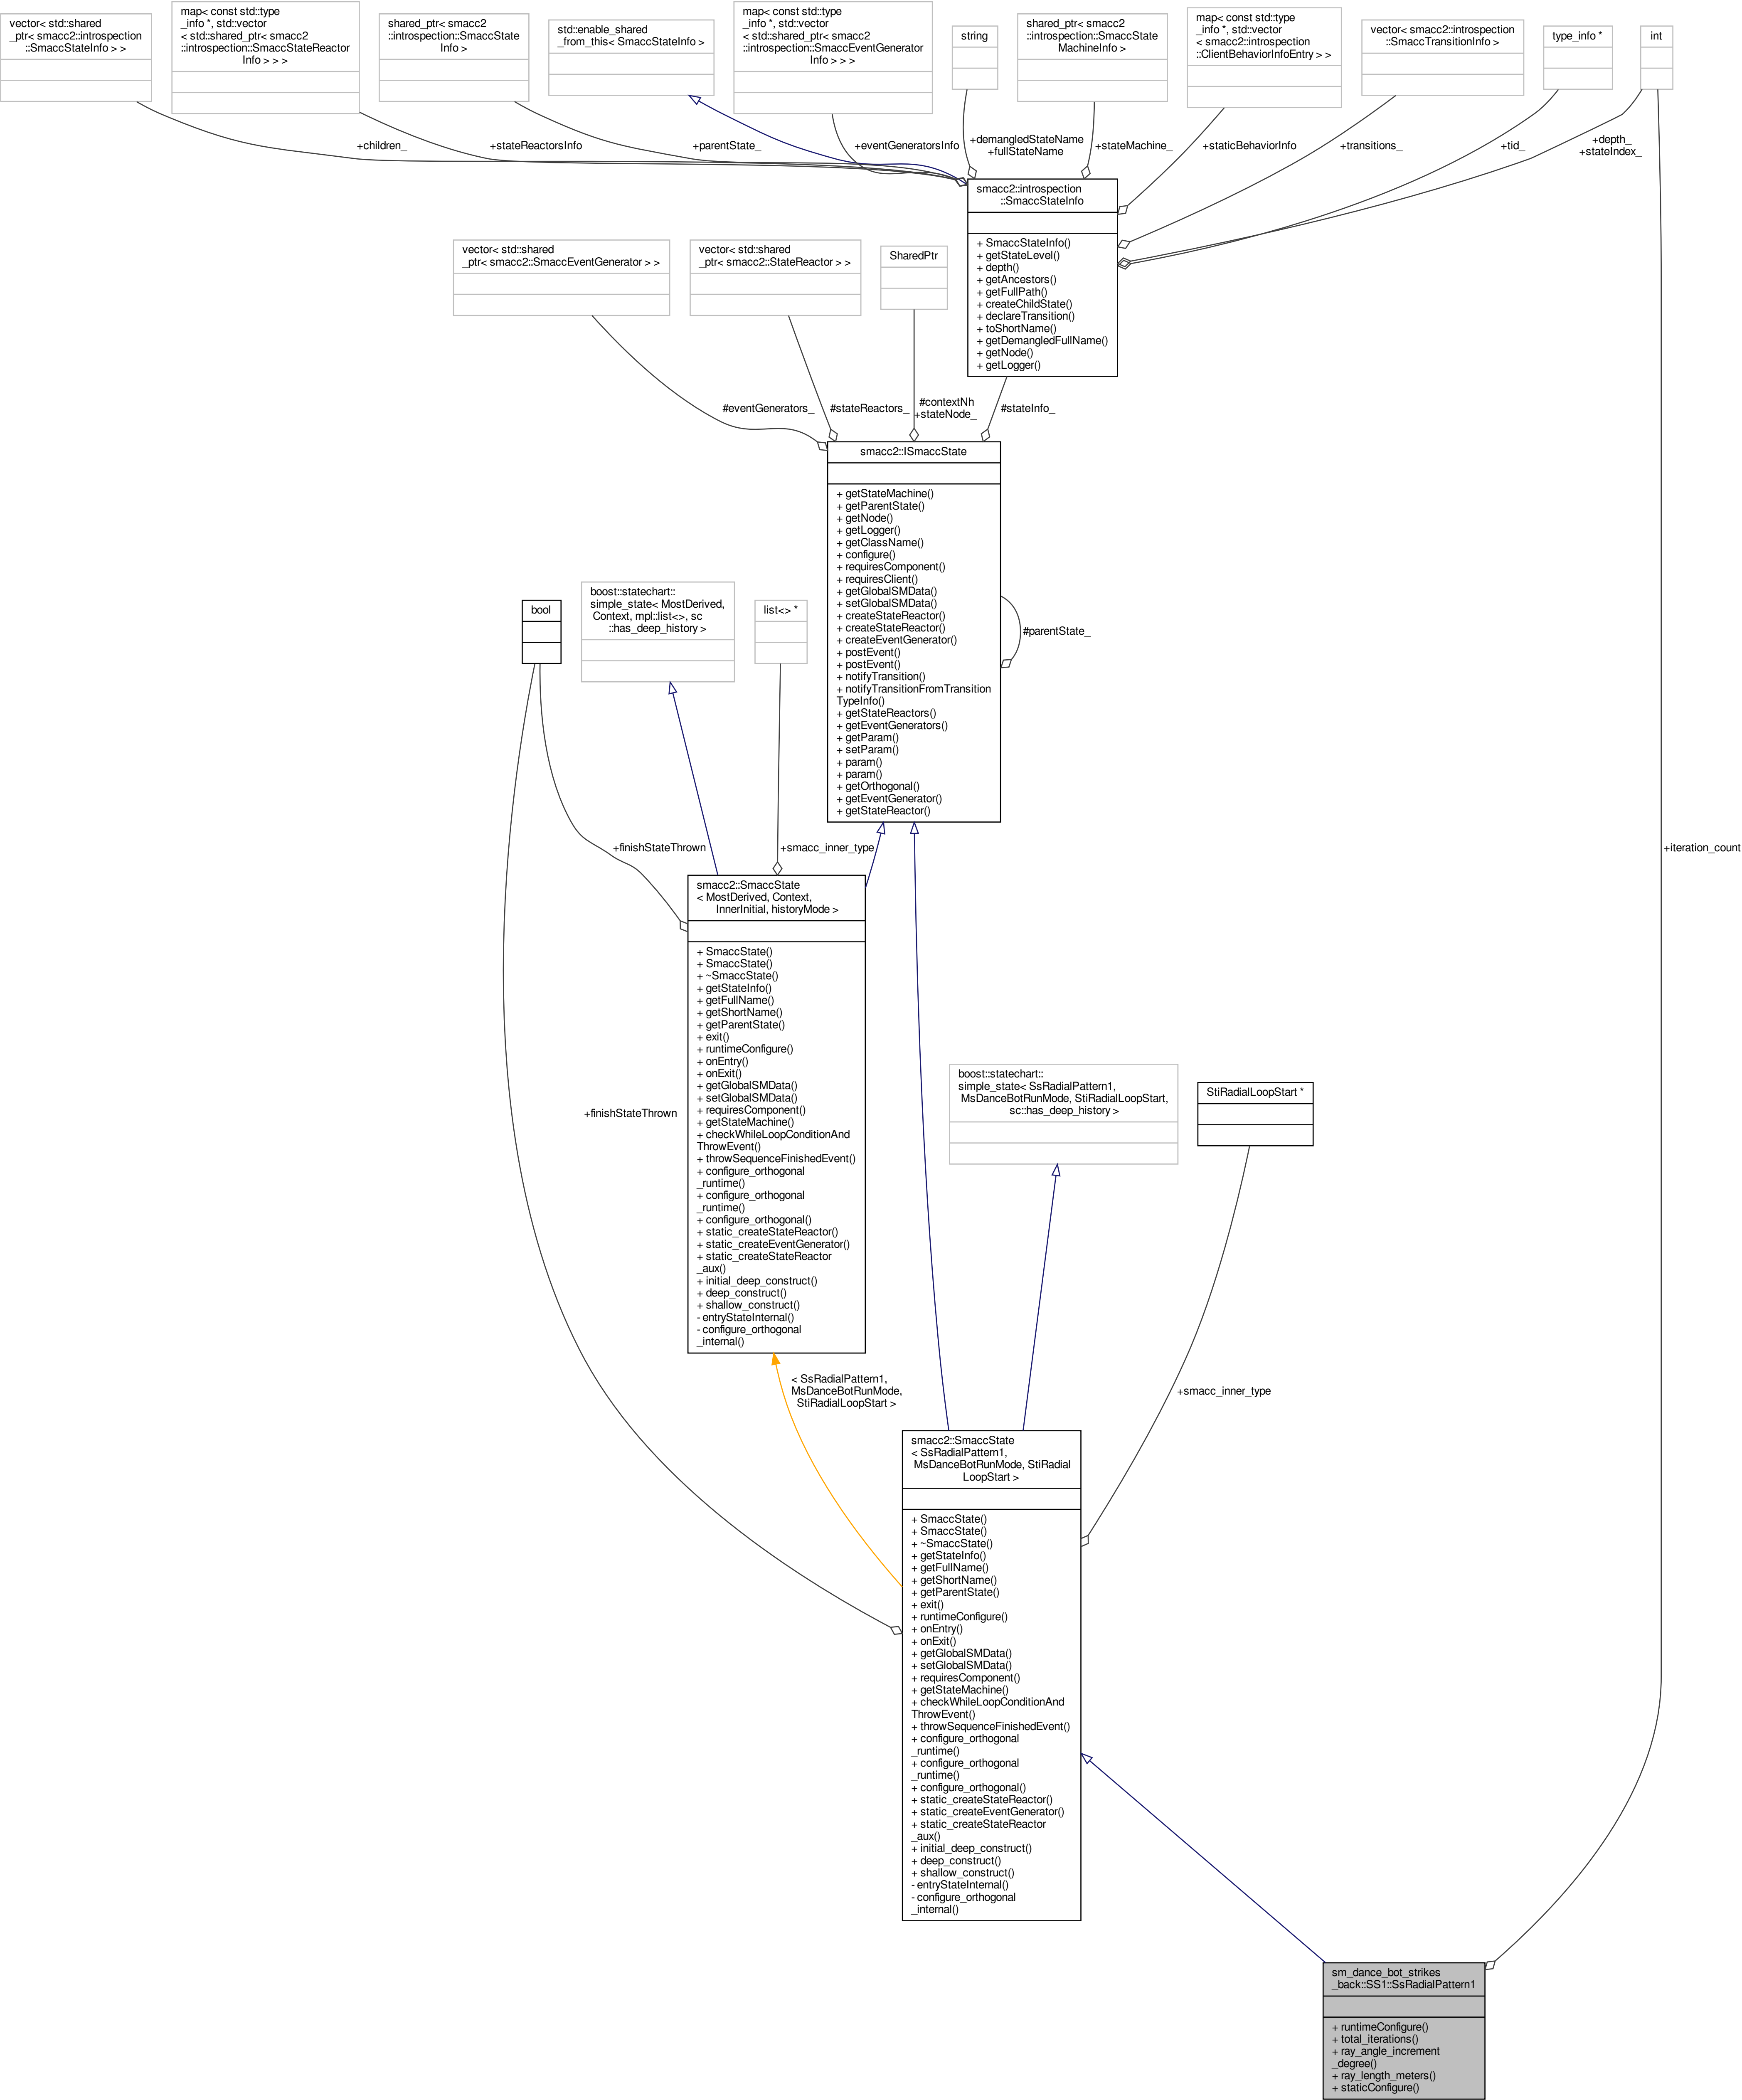 vector< std::shared
_ptr< smacc2::introspection
::SmaccStateInfo > >
map< const std::type
_info *, std::vector
< std::shared_ptr< smacc2
::introspection::SmaccStateReactor
Info > > >
shared_ptr< smacc2
::introspection::SmaccState
Info >
std::enable_shared
_from_this< SmaccStateInfo >
map< const std::type
_info *, std::vector
< std::shared_ptr< smacc2
::introspection::SmaccEventGenerator
Info > > >
string
shared_ptr< smacc2
::introspection::SmaccState
MachineInfo >
map< const std::type
_info *, std::vector
< smacc2::introspection
::ClientBehaviorInfoEntry > >
vector< smacc2::introspection
::SmaccTransitionInfo >
type_info *
int
+children_
+stateReactorsInfo
+parentState_
+eventGeneratorsInfo
+demangledStateName
+fullStateName
+stateMachine_
+staticBehaviorInfo
+transitions_
+tid_
+depth_
+stateIndex_
smacc2::introspection
::SmaccStateInfo
+ SmaccStateInfo()
+ getStateLevel()
+ depth()
+ getAncestors()
+ getFullPath()
+ createChildState()
+ declareTransition()
+ toShortName()
+ getDemangledFullName()
+ getNode()
+ getLogger()
vector< std::shared
_ptr< smacc2::SmaccEventGenerator > >
vector< std::shared
_ptr< smacc2::StateReactor > >
SharedPtr
#eventGenerators_
#stateReactors_
#contextNh
+stateNode_
#stateInfo_
smacc2::ISmaccState
+ getStateMachine()
+ getParentState()
+ getNode()
+ getLogger()
+ getClassName()
+ configure()
+ requiresComponent()
+ requiresClient()
+ getGlobalSMData()
+ setGlobalSMData()
+ createStateReactor()
+ createStateReactor()
+ createEventGenerator()
+ postEvent()
+ postEvent()
+ notifyTransition()
+ notifyTransitionFromTransition
TypeInfo()
+ getStateReactors()
+ getEventGenerators()
+ getParam()
+ setParam()
+ param()
+ param()
+ getOrthogonal()
+ getEventGenerator()
+ getStateReactor()
#parentState_
bool
boost::statechart::
simple_state< MostDerived,
Context, mpl::list<>, sc
::has_deep_history >
list<> *
+finishStateThrown
+smacc_inner_type
+iteration_count
smacc2::SmaccState
< MostDerived, Context,
InnerInitial, historyMode >
+ SmaccState()
+ SmaccState()
+ ~SmaccState()
+ getStateInfo()
+ getFullName()
+ getShortName()
+ getParentState()
+ exit()
+ runtimeConfigure()
+ onEntry()
+ onExit()
+ getGlobalSMData()
+ setGlobalSMData()
+ requiresComponent()
+ getStateMachine()
+ checkWhileLoopConditionAnd
ThrowEvent()
+ throwSequenceFinishedEvent()
+ configure_orthogonal
_runtime()
+ configure_orthogonal
_runtime()
+ configure_orthogonal()
+ static_createStateReactor()
+ static_createEventGenerator()
+ static_createStateReactor
_aux()
+ initial_deep_construct()
+ deep_construct()
+ shallow_construct()
- entryStateInternal()
- configure_orthogonal
_internal()
+finishStateThrown
boost::statechart::
simple_state< SsRadialPattern1,
MsDanceBotRunMode, StiRadialLoopStart,
sc::has_deep_history >
StiRadialLoopStart *
< SsRadialPattern1,
MsDanceBotRunMode,
StiRadialLoopStart >
+smacc_inner_type
smacc2::SmaccState
< SsRadialPattern1,
MsDanceBotRunMode, StiRadial
LoopStart >
+ SmaccState()
+ SmaccState()
+ ~SmaccState()
+ getStateInfo()
+ getFullName()
+ getShortName()
+ getParentState()
+ exit()
+ runtimeConfigure()
+ onEntry()
+ onExit()
+ getGlobalSMData()
+ setGlobalSMData()
+ requiresComponent()
+ getStateMachine()
+ checkWhileLoopConditionAnd
ThrowEvent()
+ throwSequenceFinishedEvent()
+ configure_orthogonal
_runtime()
+ configure_orthogonal
_runtime()
+ configure_orthogonal()
+ static_createStateReactor()
+ static_createEventGenerator()
+ static_createStateReactor
_aux()
+ initial_deep_construct()
+ deep_construct()
+ shallow_construct()
- entryStateInternal()
- configure_orthogonal
_internal()
sm_dance_bot_strikes
_back::SS1::SsRadialPattern1
+ runtimeConfigure()
+ total_iterations()
+ ray_angle_increment
_degree()
+ ray_length_meters()
+ staticConfigure()